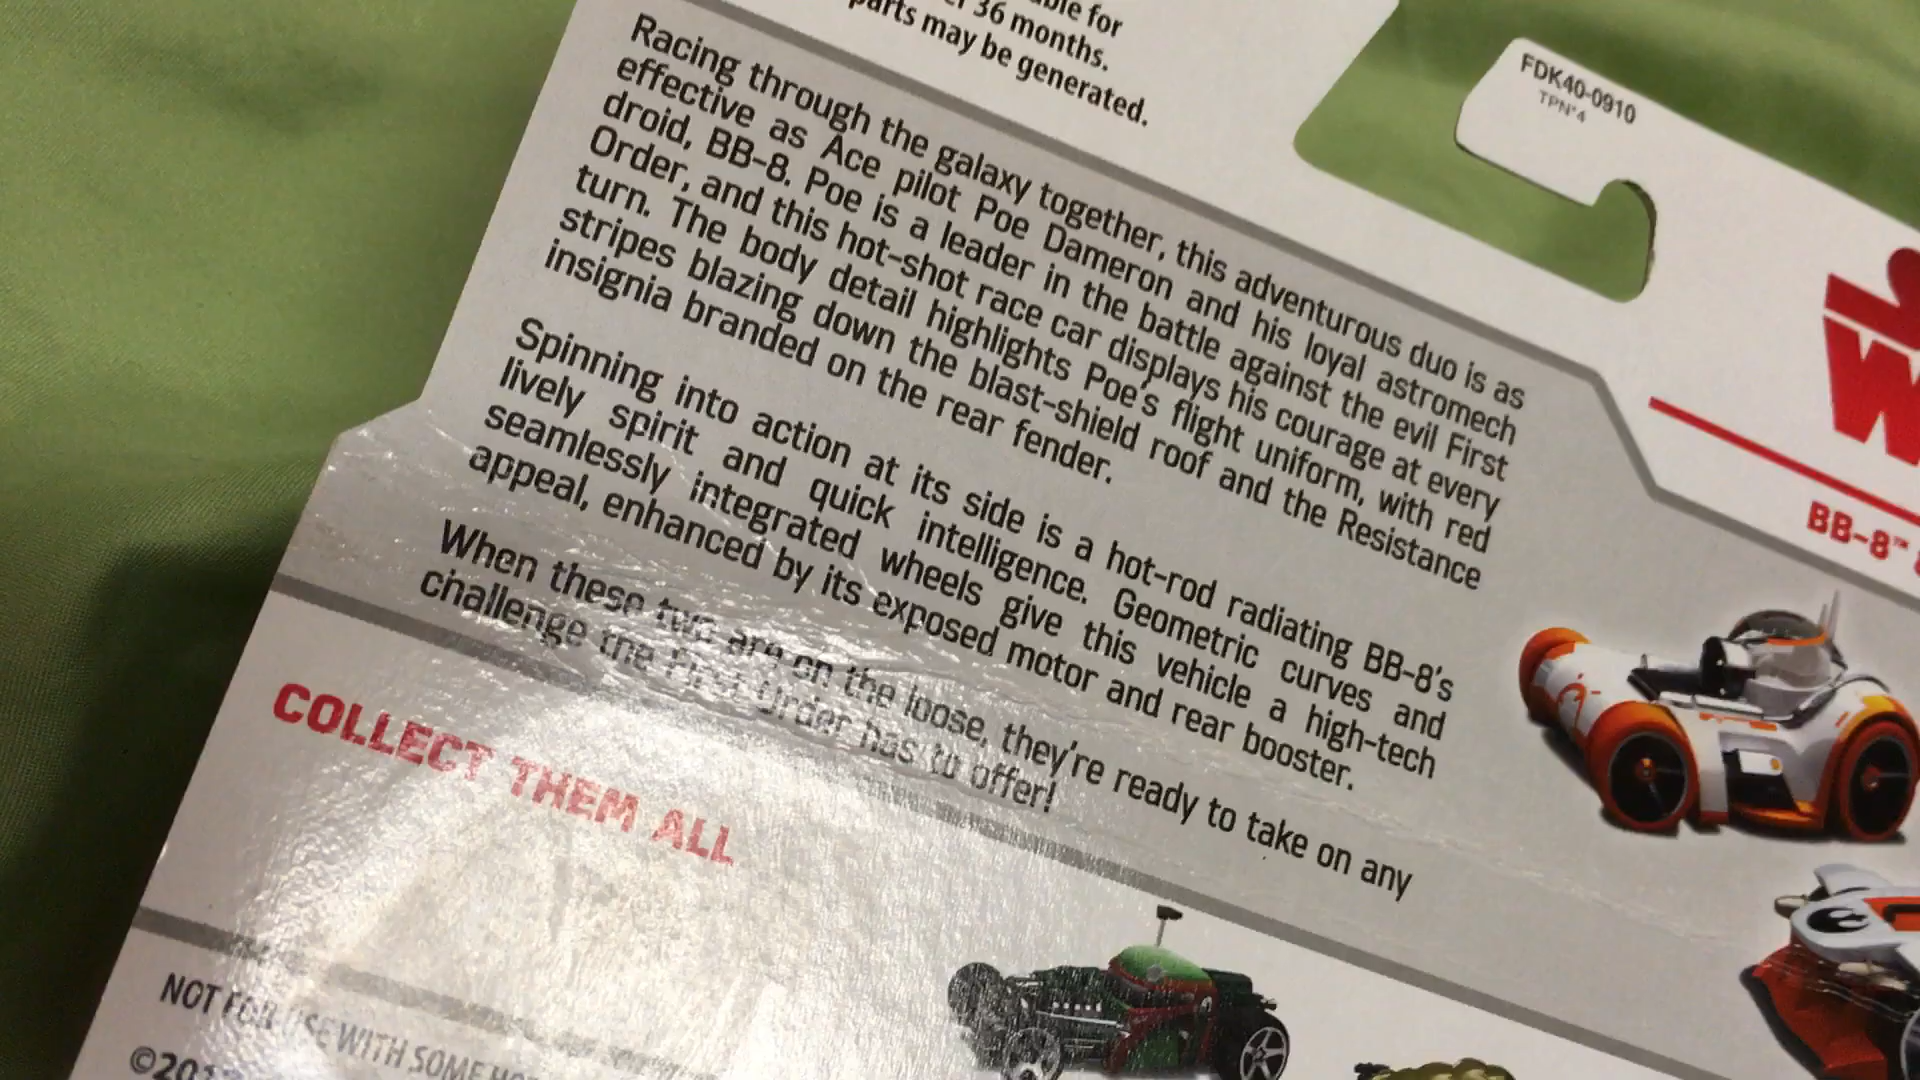 ble for
36 months.
parts may be generated.
FDK40-0910
TPN°4
Racing through the galaxy together, this adventurous duo is as
effective as Ace pilot Poe Dameron and his loyal astromech
droid, BB-8. Poe is a leader in the battle against the evil First
Order, and this hot-shot race car displays his courage at every
turn. The body detail highlights Poe's flight uniform, with red
stripes blazing down the blast-shield roof and the Resistance
insignia branded on the rear fender.
Spinning into action at its side is a hot-rod radiating BB-8's
lively spirit and quick intelligence. Geometric curves and
seamlessly integrated wheels give this vehicle a high-tech
appeal, enhanced by its exposed motor and rear booster.
When these two are on the loose, they're ready to take on any
challenge the First Order has to offer!
BB-8™
COLLECT THEM ALL
NOT FOR USE WITH SOME
©201